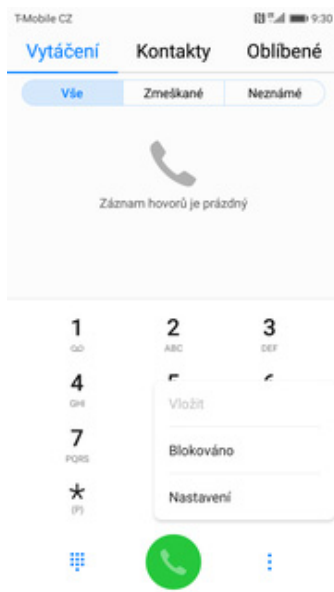 T-Mobile CZ 9:30
Vytáčení Kontakty Oblíbené
Vše Zmeškané Neznámé
Záznam hovorů je prázdný
1 2 3
ABC DEF
4
GHI
Vložit
7 Blokováno
PQRS
* Nastavení
(P)